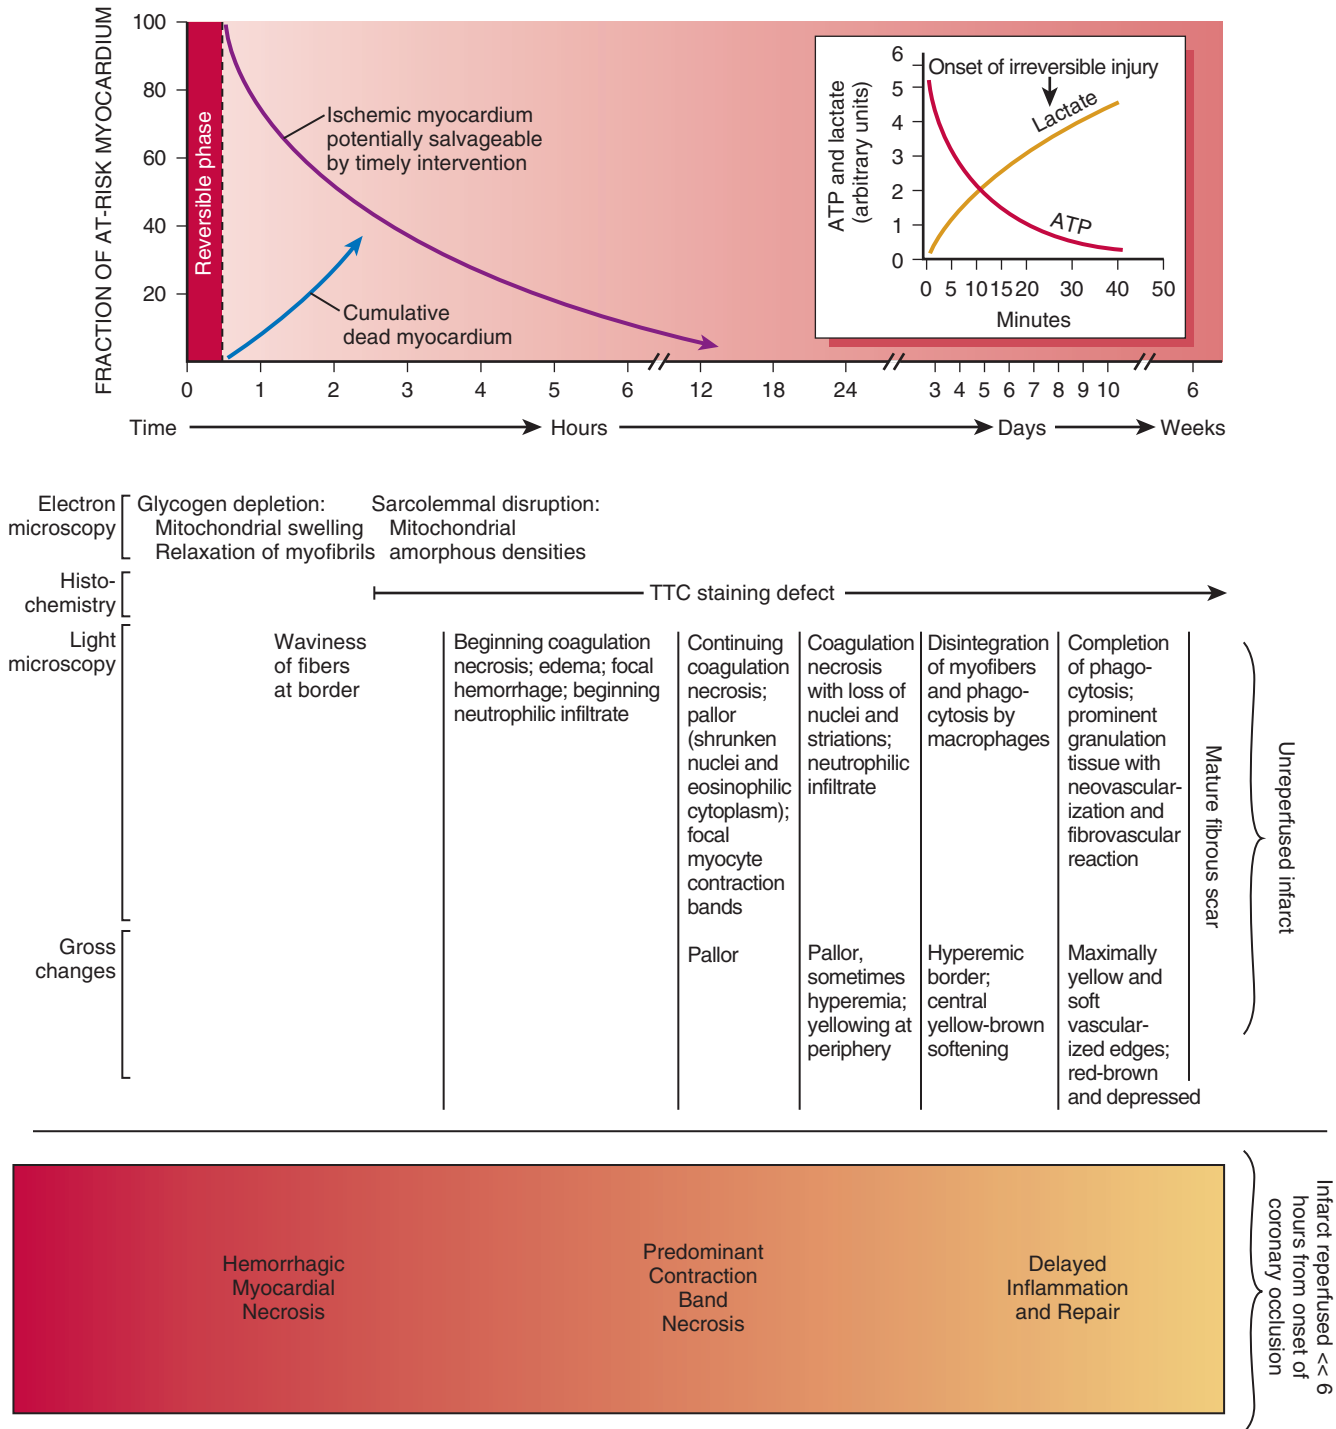 FRACTION OF AT-RISK MYOCARDIUM
100
80
60
40
20
Reversible phase
Ischemic myocardium
potentially salvageable
by timely intervention
Cumulative
dead myocardium
ATP and lactate
(arbitrary units)
6
5
4
3
2
1
0
Onset of irreversible injury
Lactate
ATP
0 5 10 15 20 30 40 50
Minutes
0 1 2 3 4 5 6 12 18 24 3 4 5 6 7 8 9 10 6
Time Hours Days Weeks
Electron
microscopy
Glycogen depletion:
Mitochondrial swelling
Relaxation of myofibrils
Sarcolemmal disruption:
Mitochondrial
amorphous densities
Histo-
chemistry
TTC staining defect
Light
microscopy
Waviness
of fibers
at border
Beginning coagulation
necrosis; edema; focal
hemorrhage; beginning
neutrophilic infiltrate
Continuing
coagulation
necrosis;
pallor
(shrunken
nuclei and
eosinophilic
cytoplasm);
focal
myocyte
contraction
bands
Coagulation
necrosis
with loss of
nuclei and
striations;
neutrophilic
infiltrate
Disintegration
of myofibers
and phago-
cytosis by
macrophages
Completion
of phago-
cytosis;
prominent
granulation
tissue with
neovascular-
ization and
fibrovascular
reaction
Mature fibrous scar
Unreperfused infarct
Gross
changes
Pallor
Pallor,
sometimes
hyperemia;
yellowing at
periphery
Hyperemic
border;
central
yellow-brown
softening
Maximally
yellow and
soft
vascular-
ized edges;
red-brown
and depressed
Hemorrhagic
Myocardial
Necrosis
Predominant
Contraction
Band
Necrosis
Delayed
Inflammation
and Repair
Infarct reperfused << 6
hours from onset of
coronary occlusion